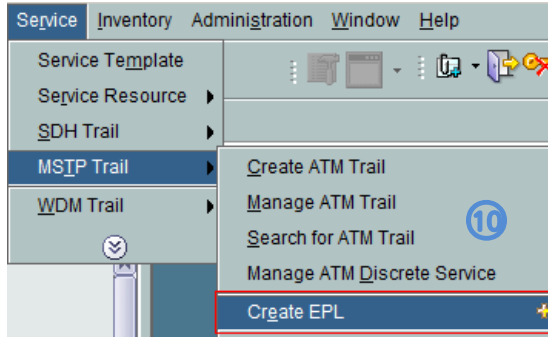 Service Inventory Administration Window Help
Service Template
Service Resource
SDH Trail
MSTP Trail
WDM Trail
Create ATM Trail
Manage ATM Trail
Search for ATM Trail
Manage ATM Discrete Service
Create EPL
⑩